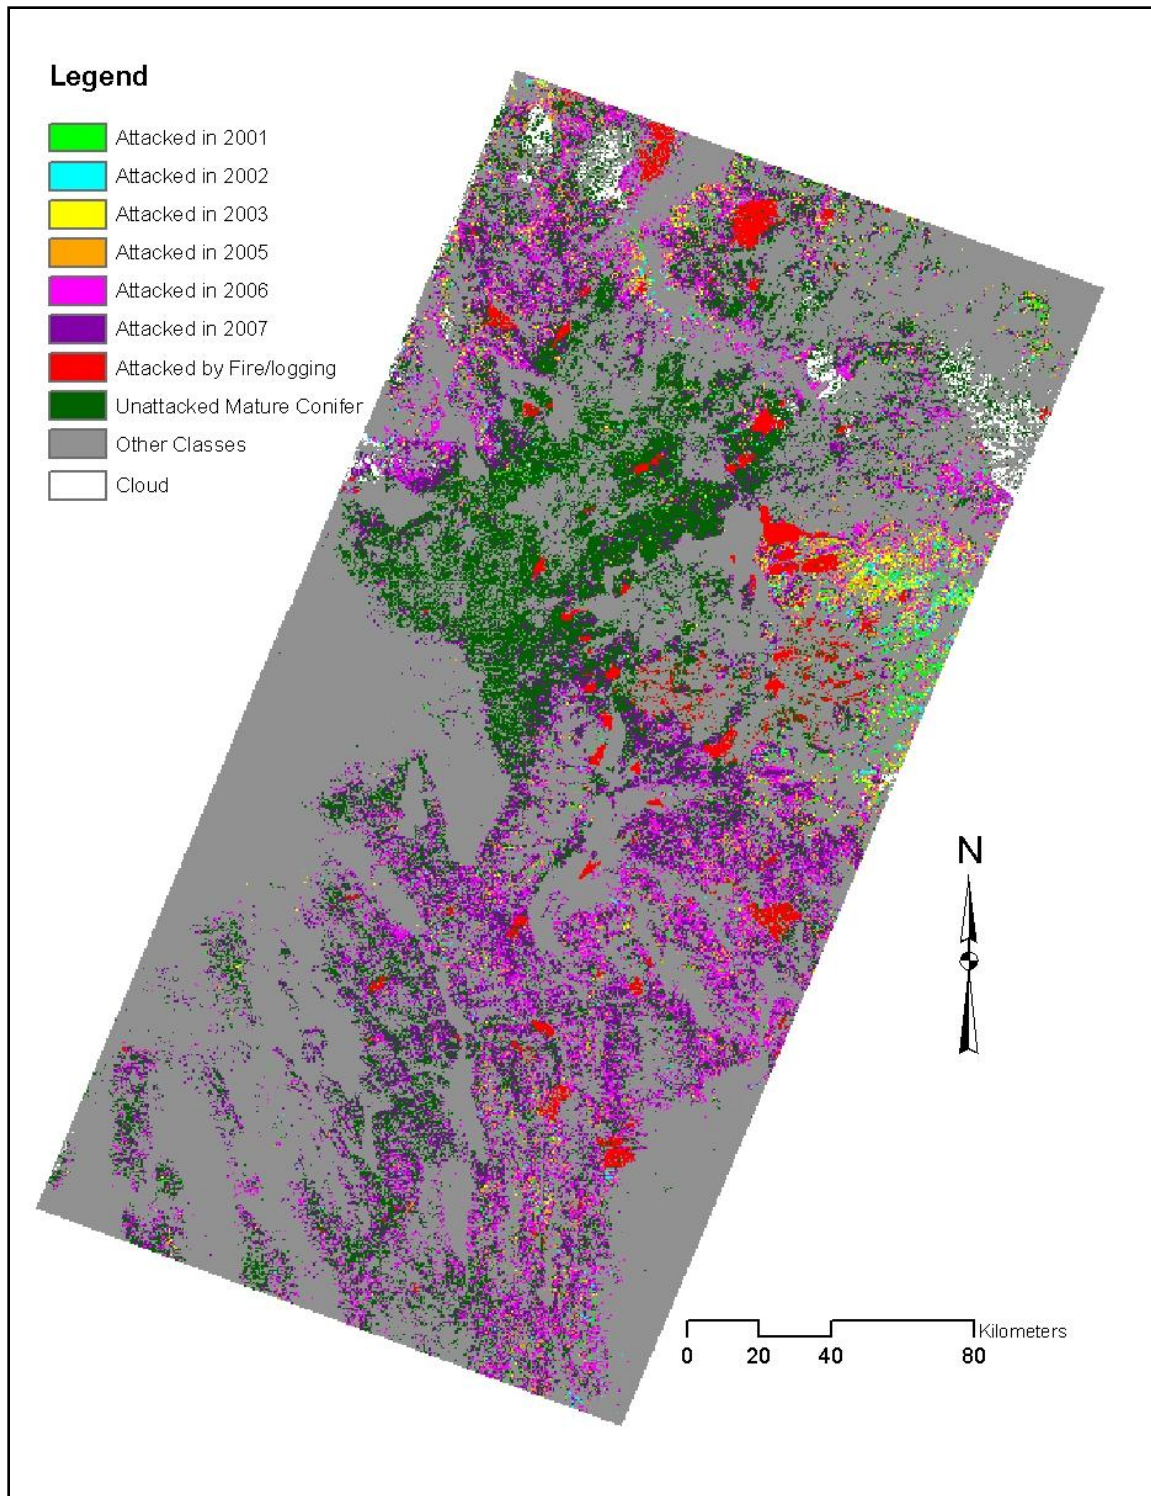 Legend
Attacked in 2001
Attacked in 2002
Attacked in 2003
Attacked in 2005
Attacked in 2006
Attacked in 2007
Attacked by Fire/logging
Unattacked Mature Conifer
Other Classes
Cloud
N
Kilometers
0 20 40 80